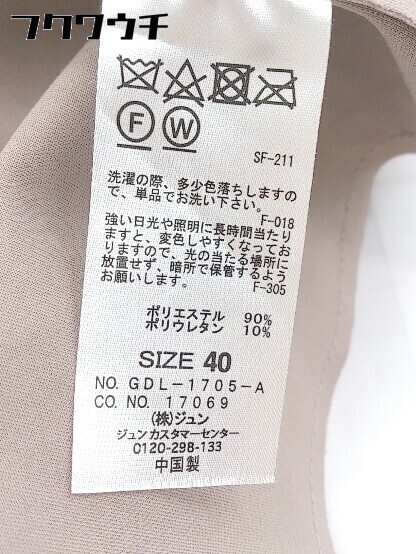 フクワウチ
F W
SF-211
洗濯の際、多少色落ちしますの
で、単品でお洗い下さい。
F-018
強い日光や照明に長時間当たり
ますと、変色しやすくなってお
りますので、光の当たる場所に
放置せず、暗所で保管するよう
お願いします。
F-305
ポリエステル 90%
ポリウレタン 10%
SIZE 40
NO. GDL-1705-A
CO. NO. 17069
(株)ジュン
ジュンカスタマーセンター
0120-298-133
中国製